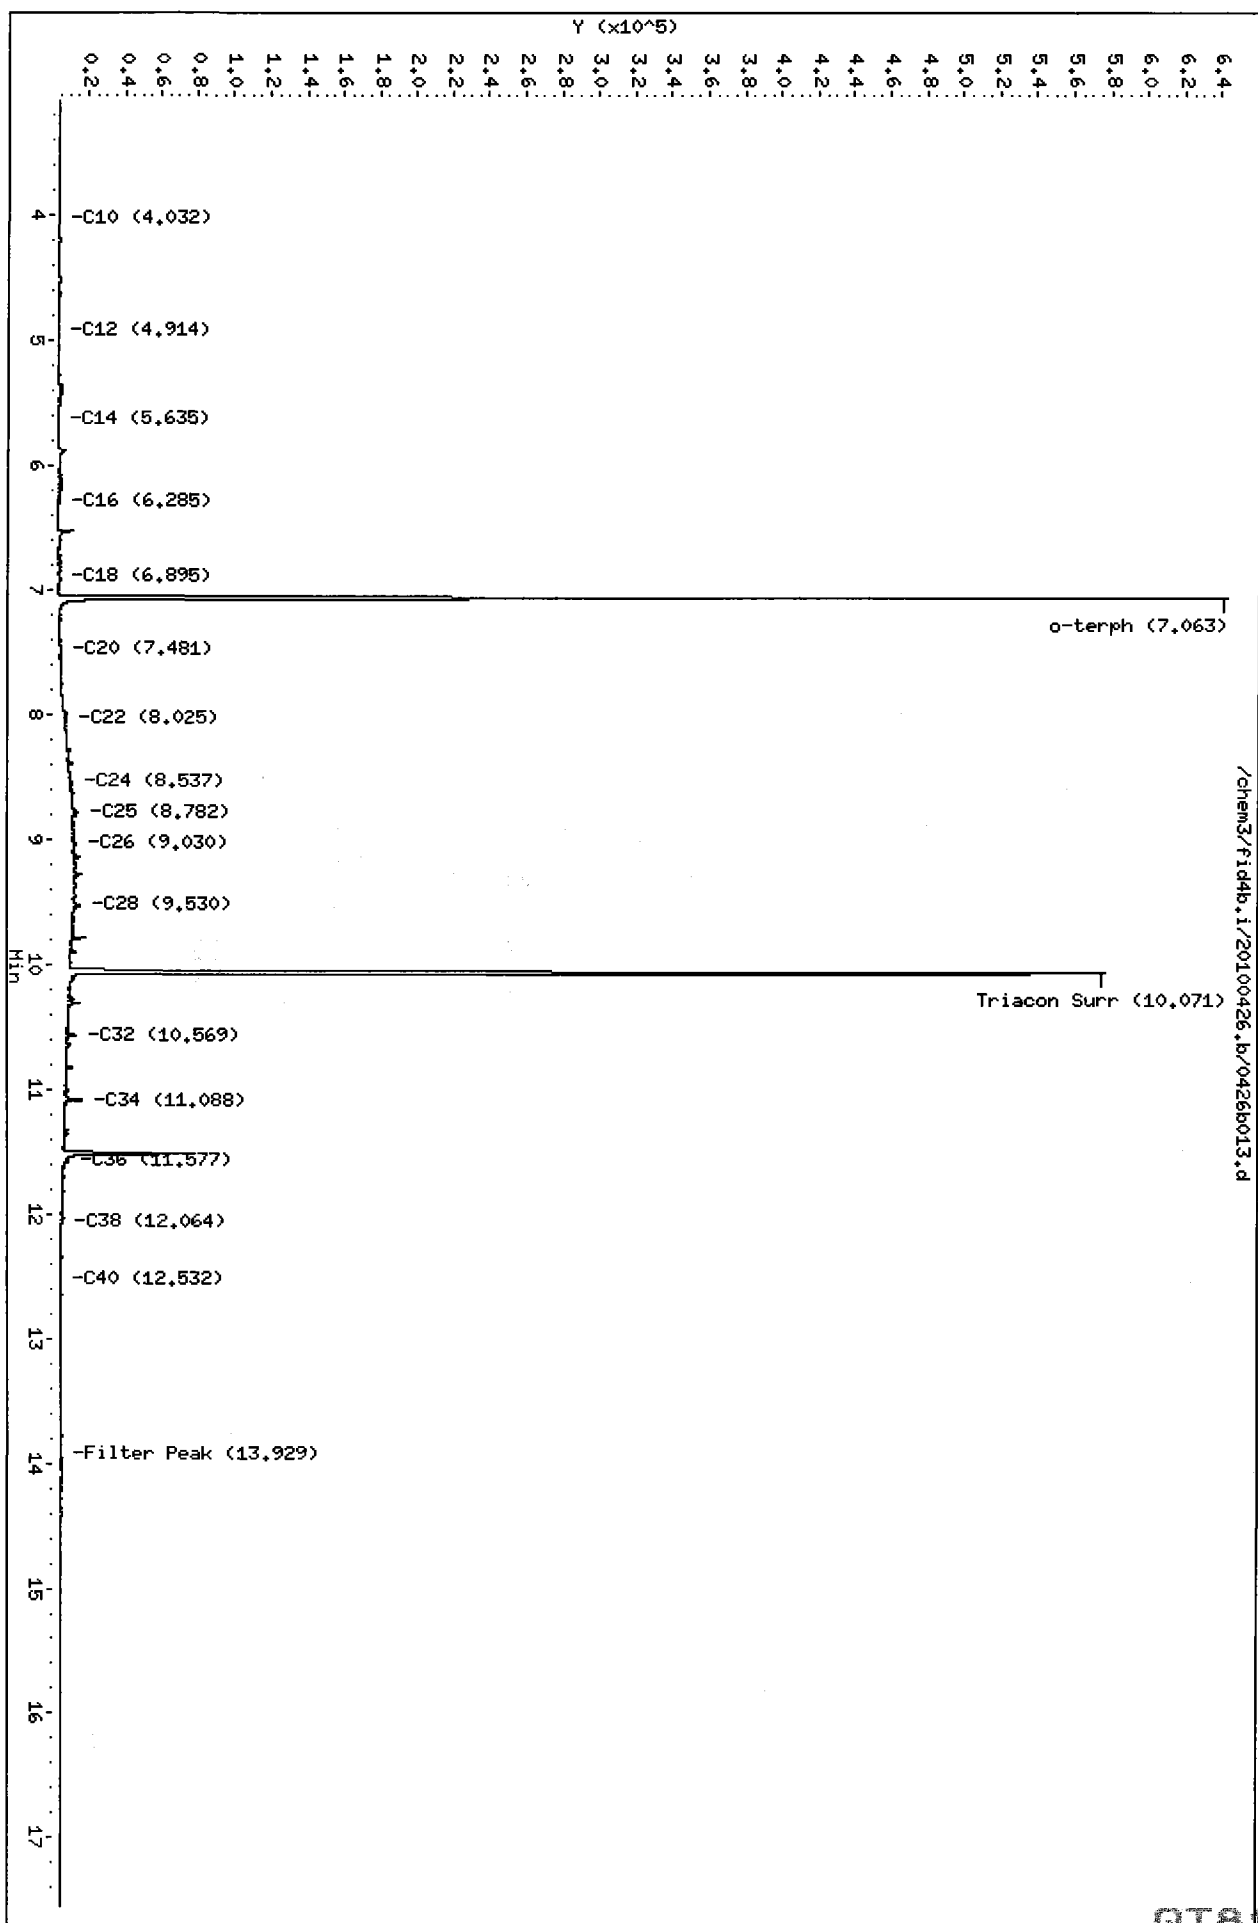 /chem3/fid4b.i/20100426.b/0426b013.d
Y (x10^5)
6.4
6.2
6.0
5.8
5.6
5.4
5.2
5.0
4.8
4.6
4.4
4.2
4.0
3.8
3.6
3.4
3.2
3.0
2.8
2.6
2.4
2.2
2.0
1.8
1.6
1.4
1.2
1.0
0.8
0.6
0.4
0.2
-C10 (4.032)
-C12 (4.914)
-C14 (5.635)
-C16 (6.285)
-C18 (6.895)
o-terph (7.063)
-C20 (7.481)
-C22 (8.025)
-C24 (8.537)
-C25 (8.782)
-C26 (9.030)
-C28 (9.530)
Triacon Surr (10.071)
-C32 (10.569)
-C34 (11.088)
-C36 (11.577)
-C38 (12.064)
-C40 (12.532)
-Filter Peak (13.929)
4
5
6
7
8
9
10
11
12
13
14
15
16
17
Min